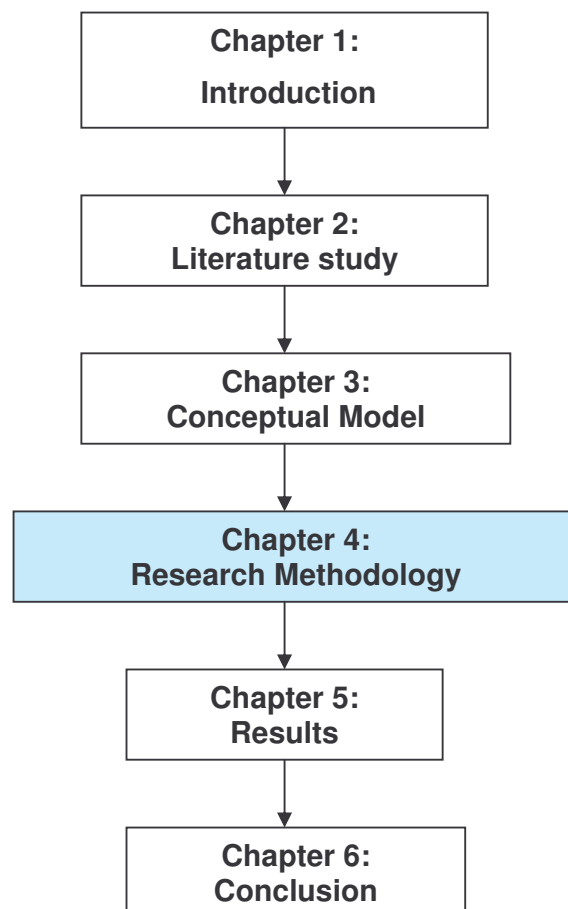 Chapter 1:
Introduction
Chapter 2:
Literature study
Chapter 3:
Conceptual Model
Chapter 4:
Research Methodology
Chapter 5:
Results
Chapter 6:
Conclusion